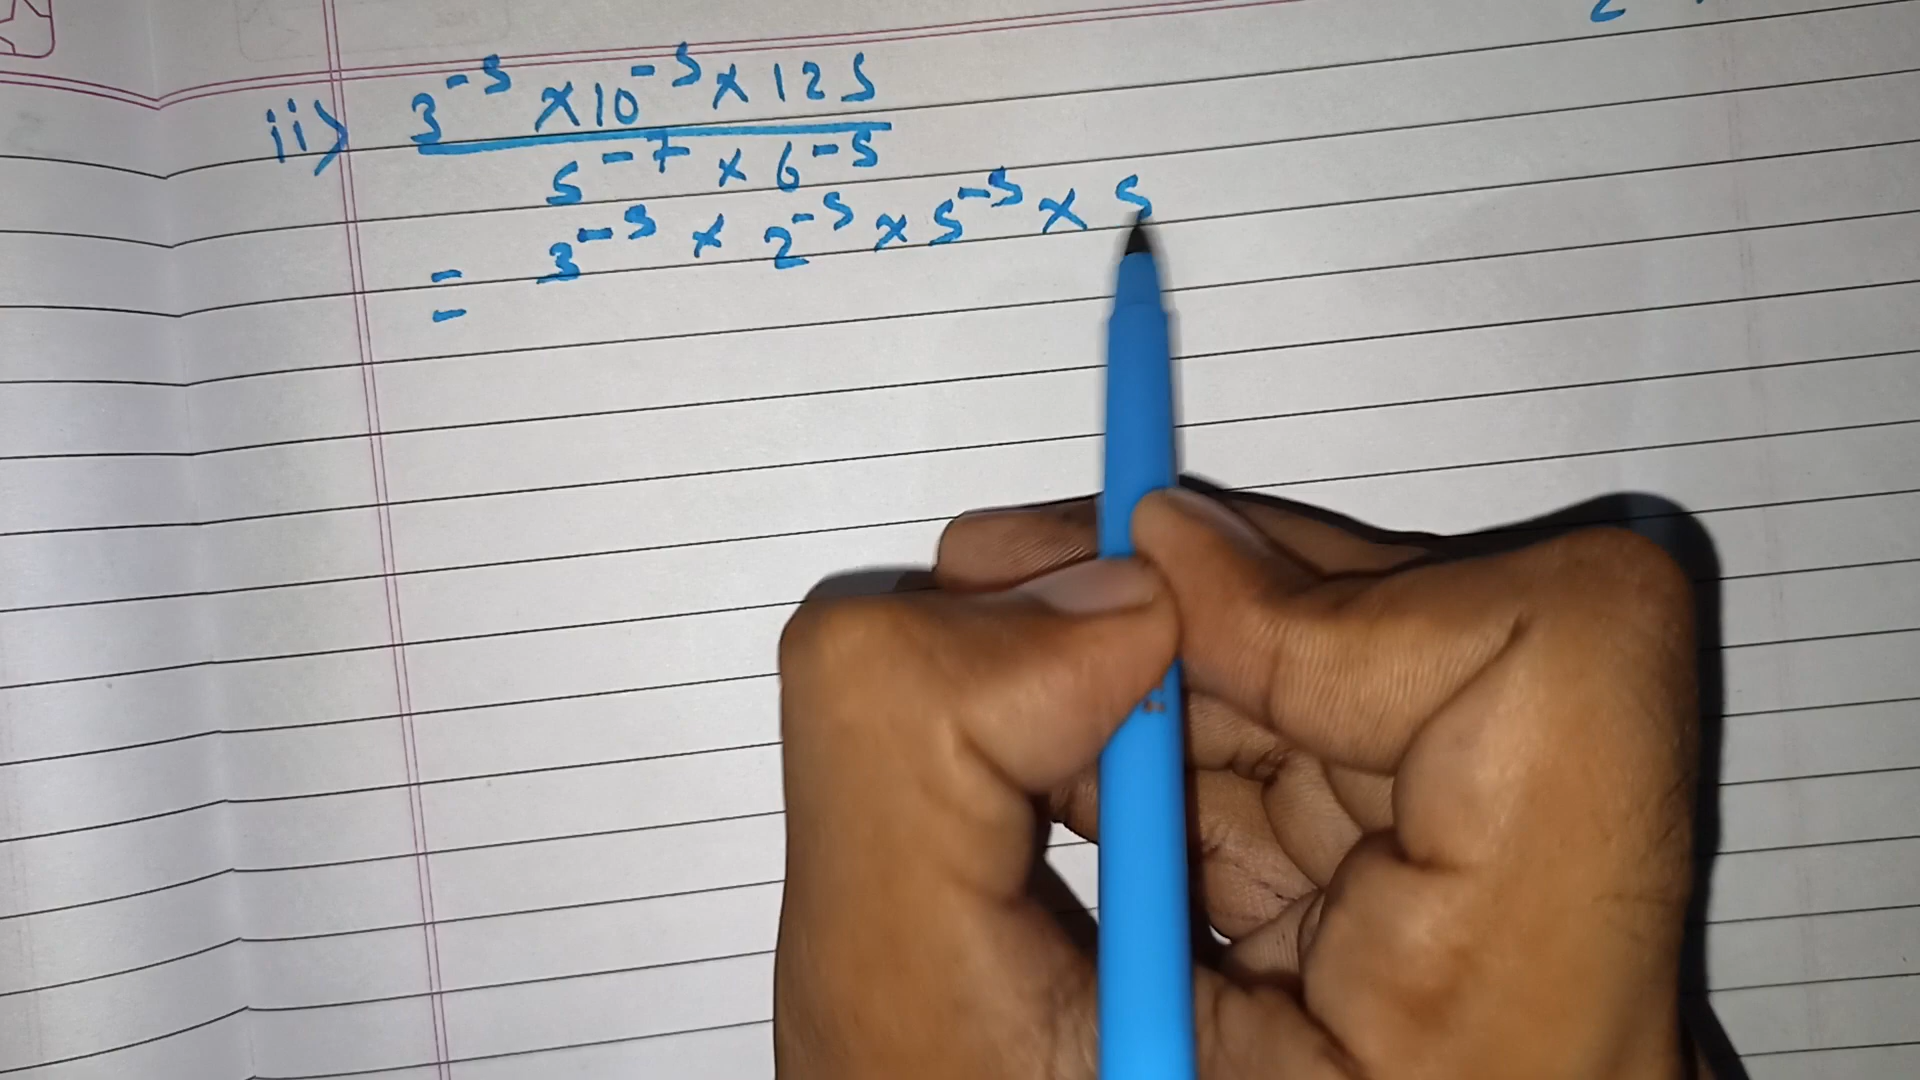 ii) 3^-5 × 10^-5 × 125
5^-7 × 6^-5
= 3^-5 × 2^-5 × 5^-5 × 5